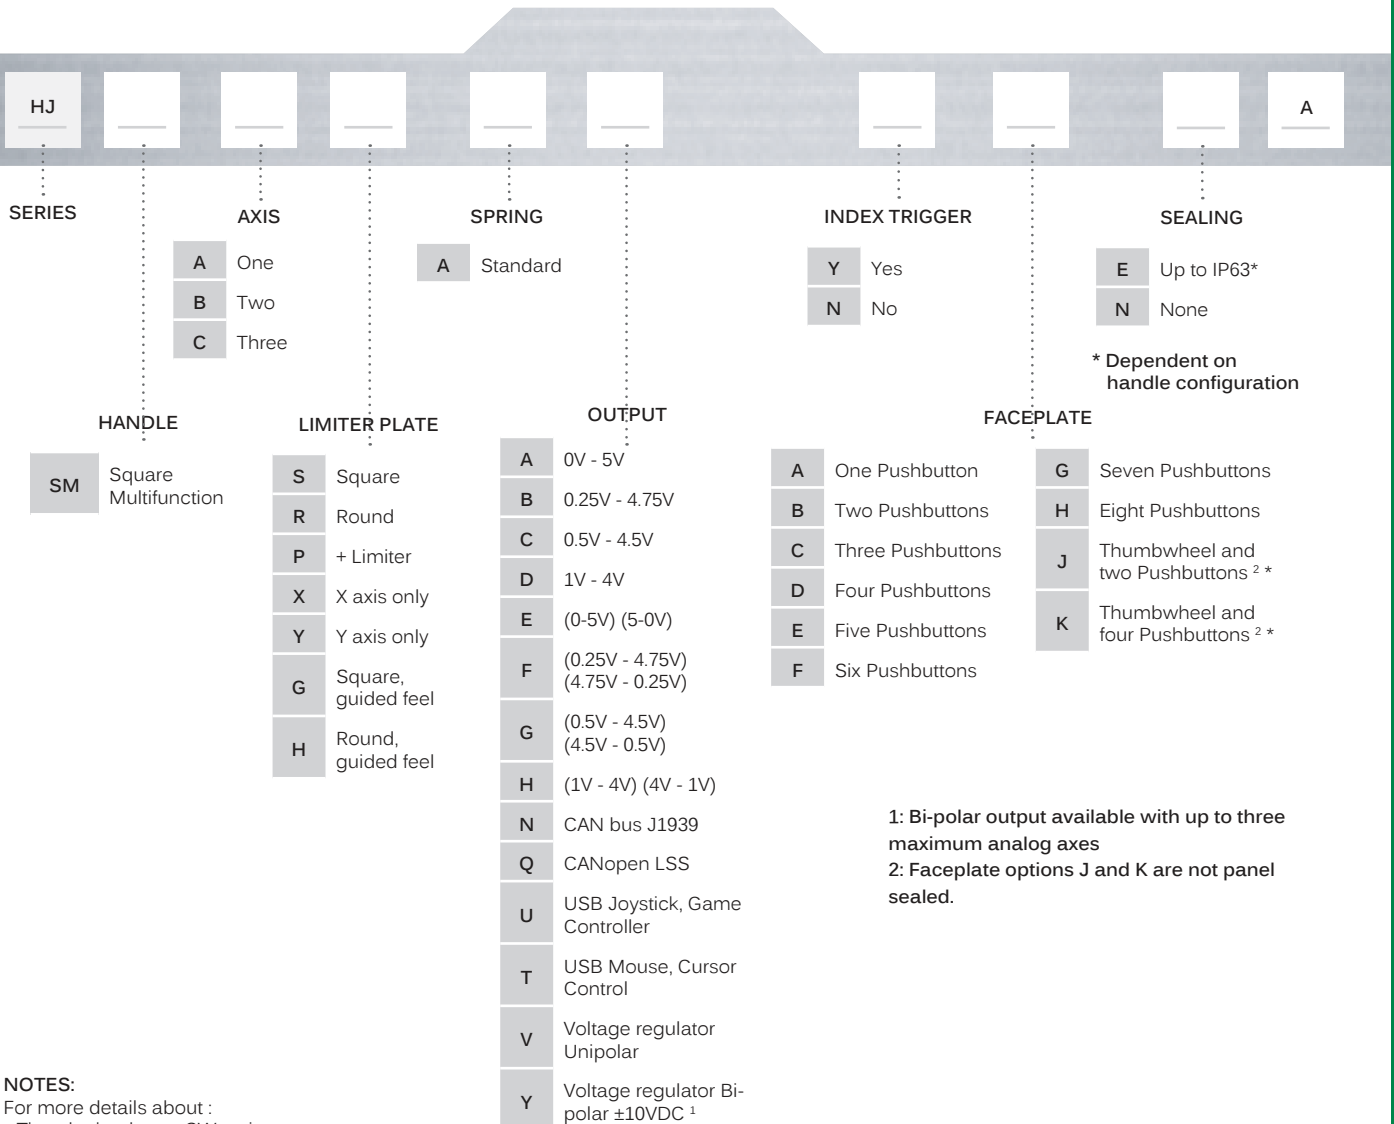 HJ
A
SERIES
AXIS
A One
B Two
C Three
SPRING
A Standard
INDEX TRIGGER
Y Yes
N No
SEALING
E Up to IP63*
N None
* Dependent on
handle configuration
HANDLE
SM Square
Multifunction
LIMITER PLATE
S Square
R Round
P + Limiter
X X axis only
Y Y axis only
G Square,
guided feel
H Round,
guided feel
OUTPUT
A 0V - 5V
B 0.25V - 4.75V
C 0.5V - 4.5V
D 1V - 4V
E (0-5V) (5-0V)
F (0.25V - 4.75V)
(4.75V - 0.25V)
G (0.5V - 4.5V)
(4.5V - 0.5V)
H (1V - 4V) (4V - 1V)
N CAN bus J1939
Q CANopen LSS
U USB Joystick, Game
Controller
T USB Mouse, Cursor
Control
V Voltage regulator
Unipolar
Y Voltage regulator Bi-
polar ±10VDC ¹
FACEPLATE
A One Pushbutton
B Two Pushbuttons
C Three Pushbuttons
D Four Pushbuttons
E Five Pushbuttons
F Six Pushbuttons
G Seven Pushbuttons
H Eight Pushbuttons
J Thumbwheel and
two Pushbuttons ² *
K Thumbwheel and
four Pushbuttons ² *
1: Bi-polar output available with up to three
maximum analog axes
2: Faceplate options J and K are not panel
sealed.
NOTES:
For more details about :